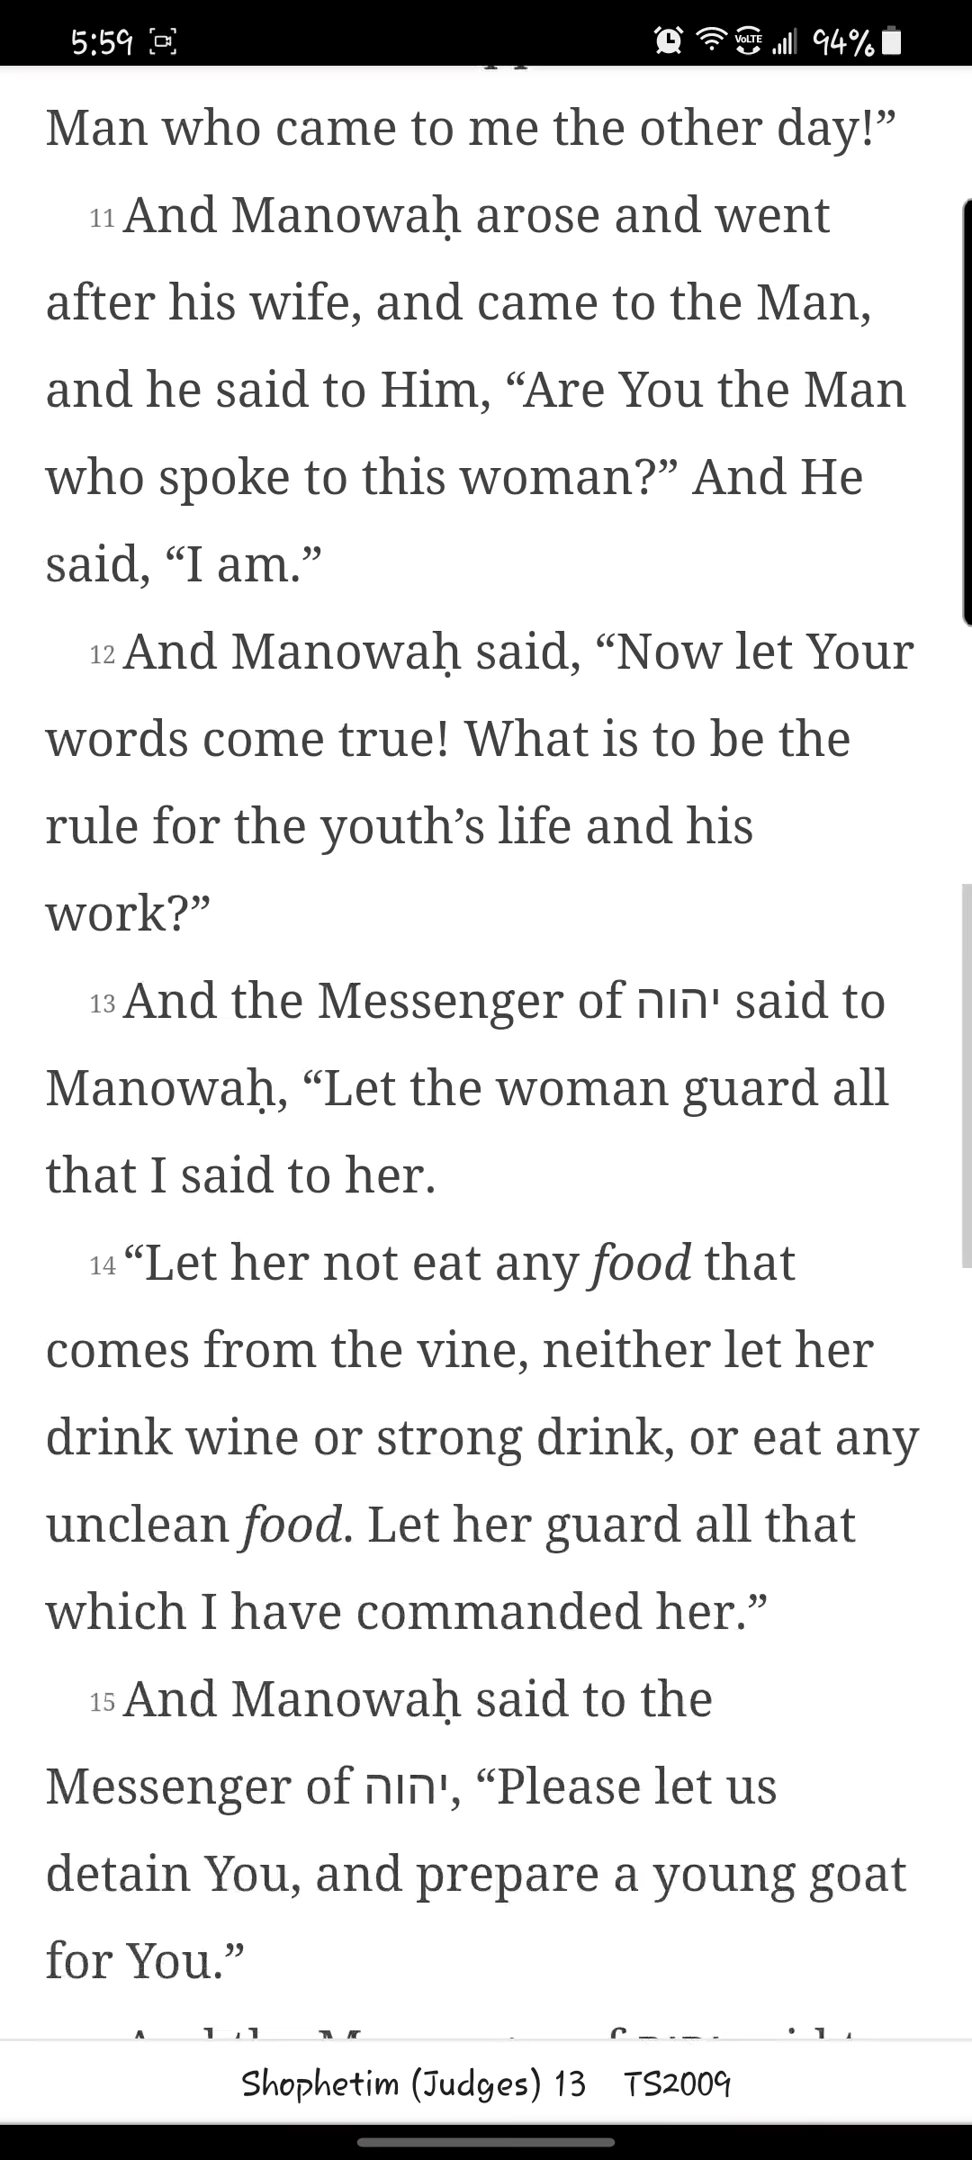 5:59 94%
Man who came to me the other day!”
11 And Manowaḥ arose and went
after his wife, and came to the Man,
and he said to Him, “Are You the Man
who spoke to this woman?” And He
said, “I am.”
12 And Manowaḥ said, “Now let Your
words come true! What is to be the
rule for the youth’s life and his
work?”
13 And the Messenger of יהוה said to
Manowaḥ, “Let the woman guard all
that I said to her.
14 “Let her not eat any food that
comes from the vine, neither let her
drink wine or strong drink, or eat any
unclean food. Let her guard all that
which I have commanded her.”
15 And Manowaḥ said to the
Messenger of יהוה, “Please let us
detain You, and prepare a young goat
for You.”
Shophetim (Judges) 13 TS2009